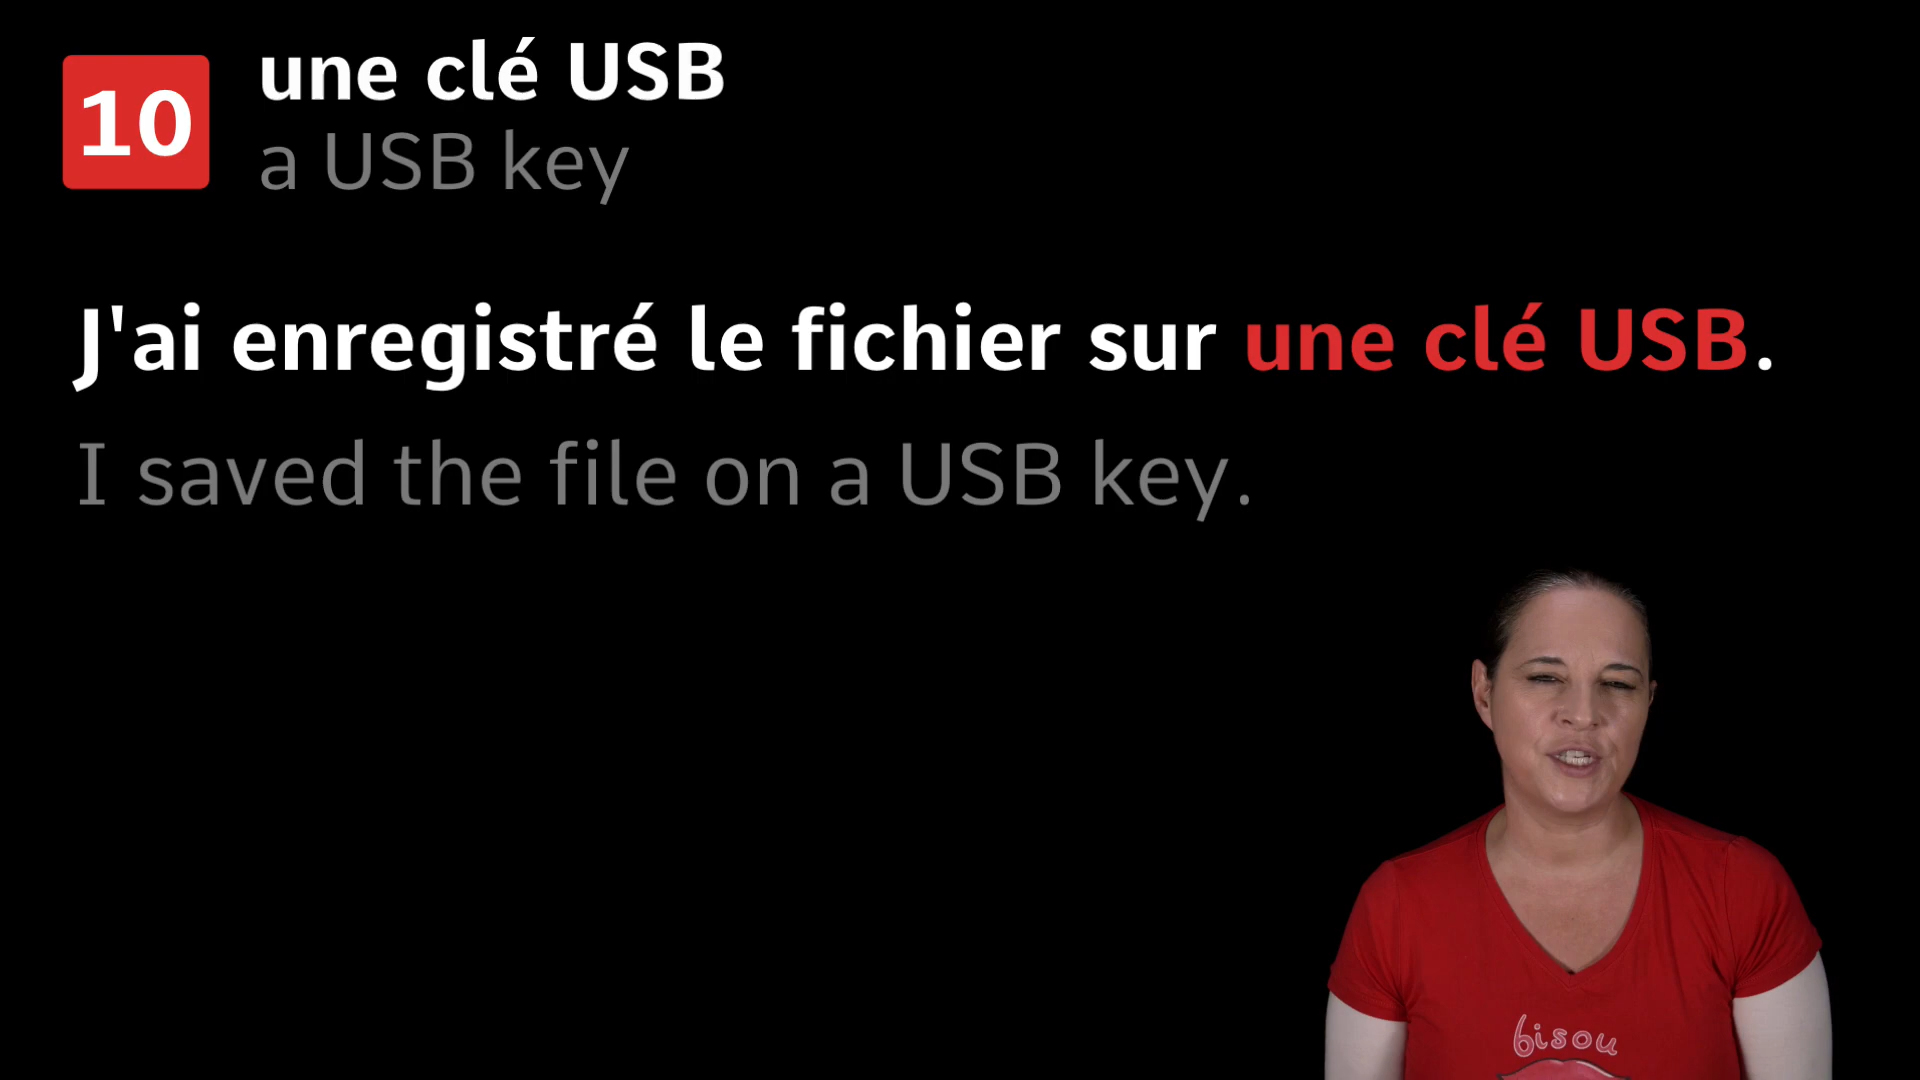 10
une clé USB
a USB key
J'ai enregistré le fichier sur une clé USB.
I saved the file on a USB key.
bisou